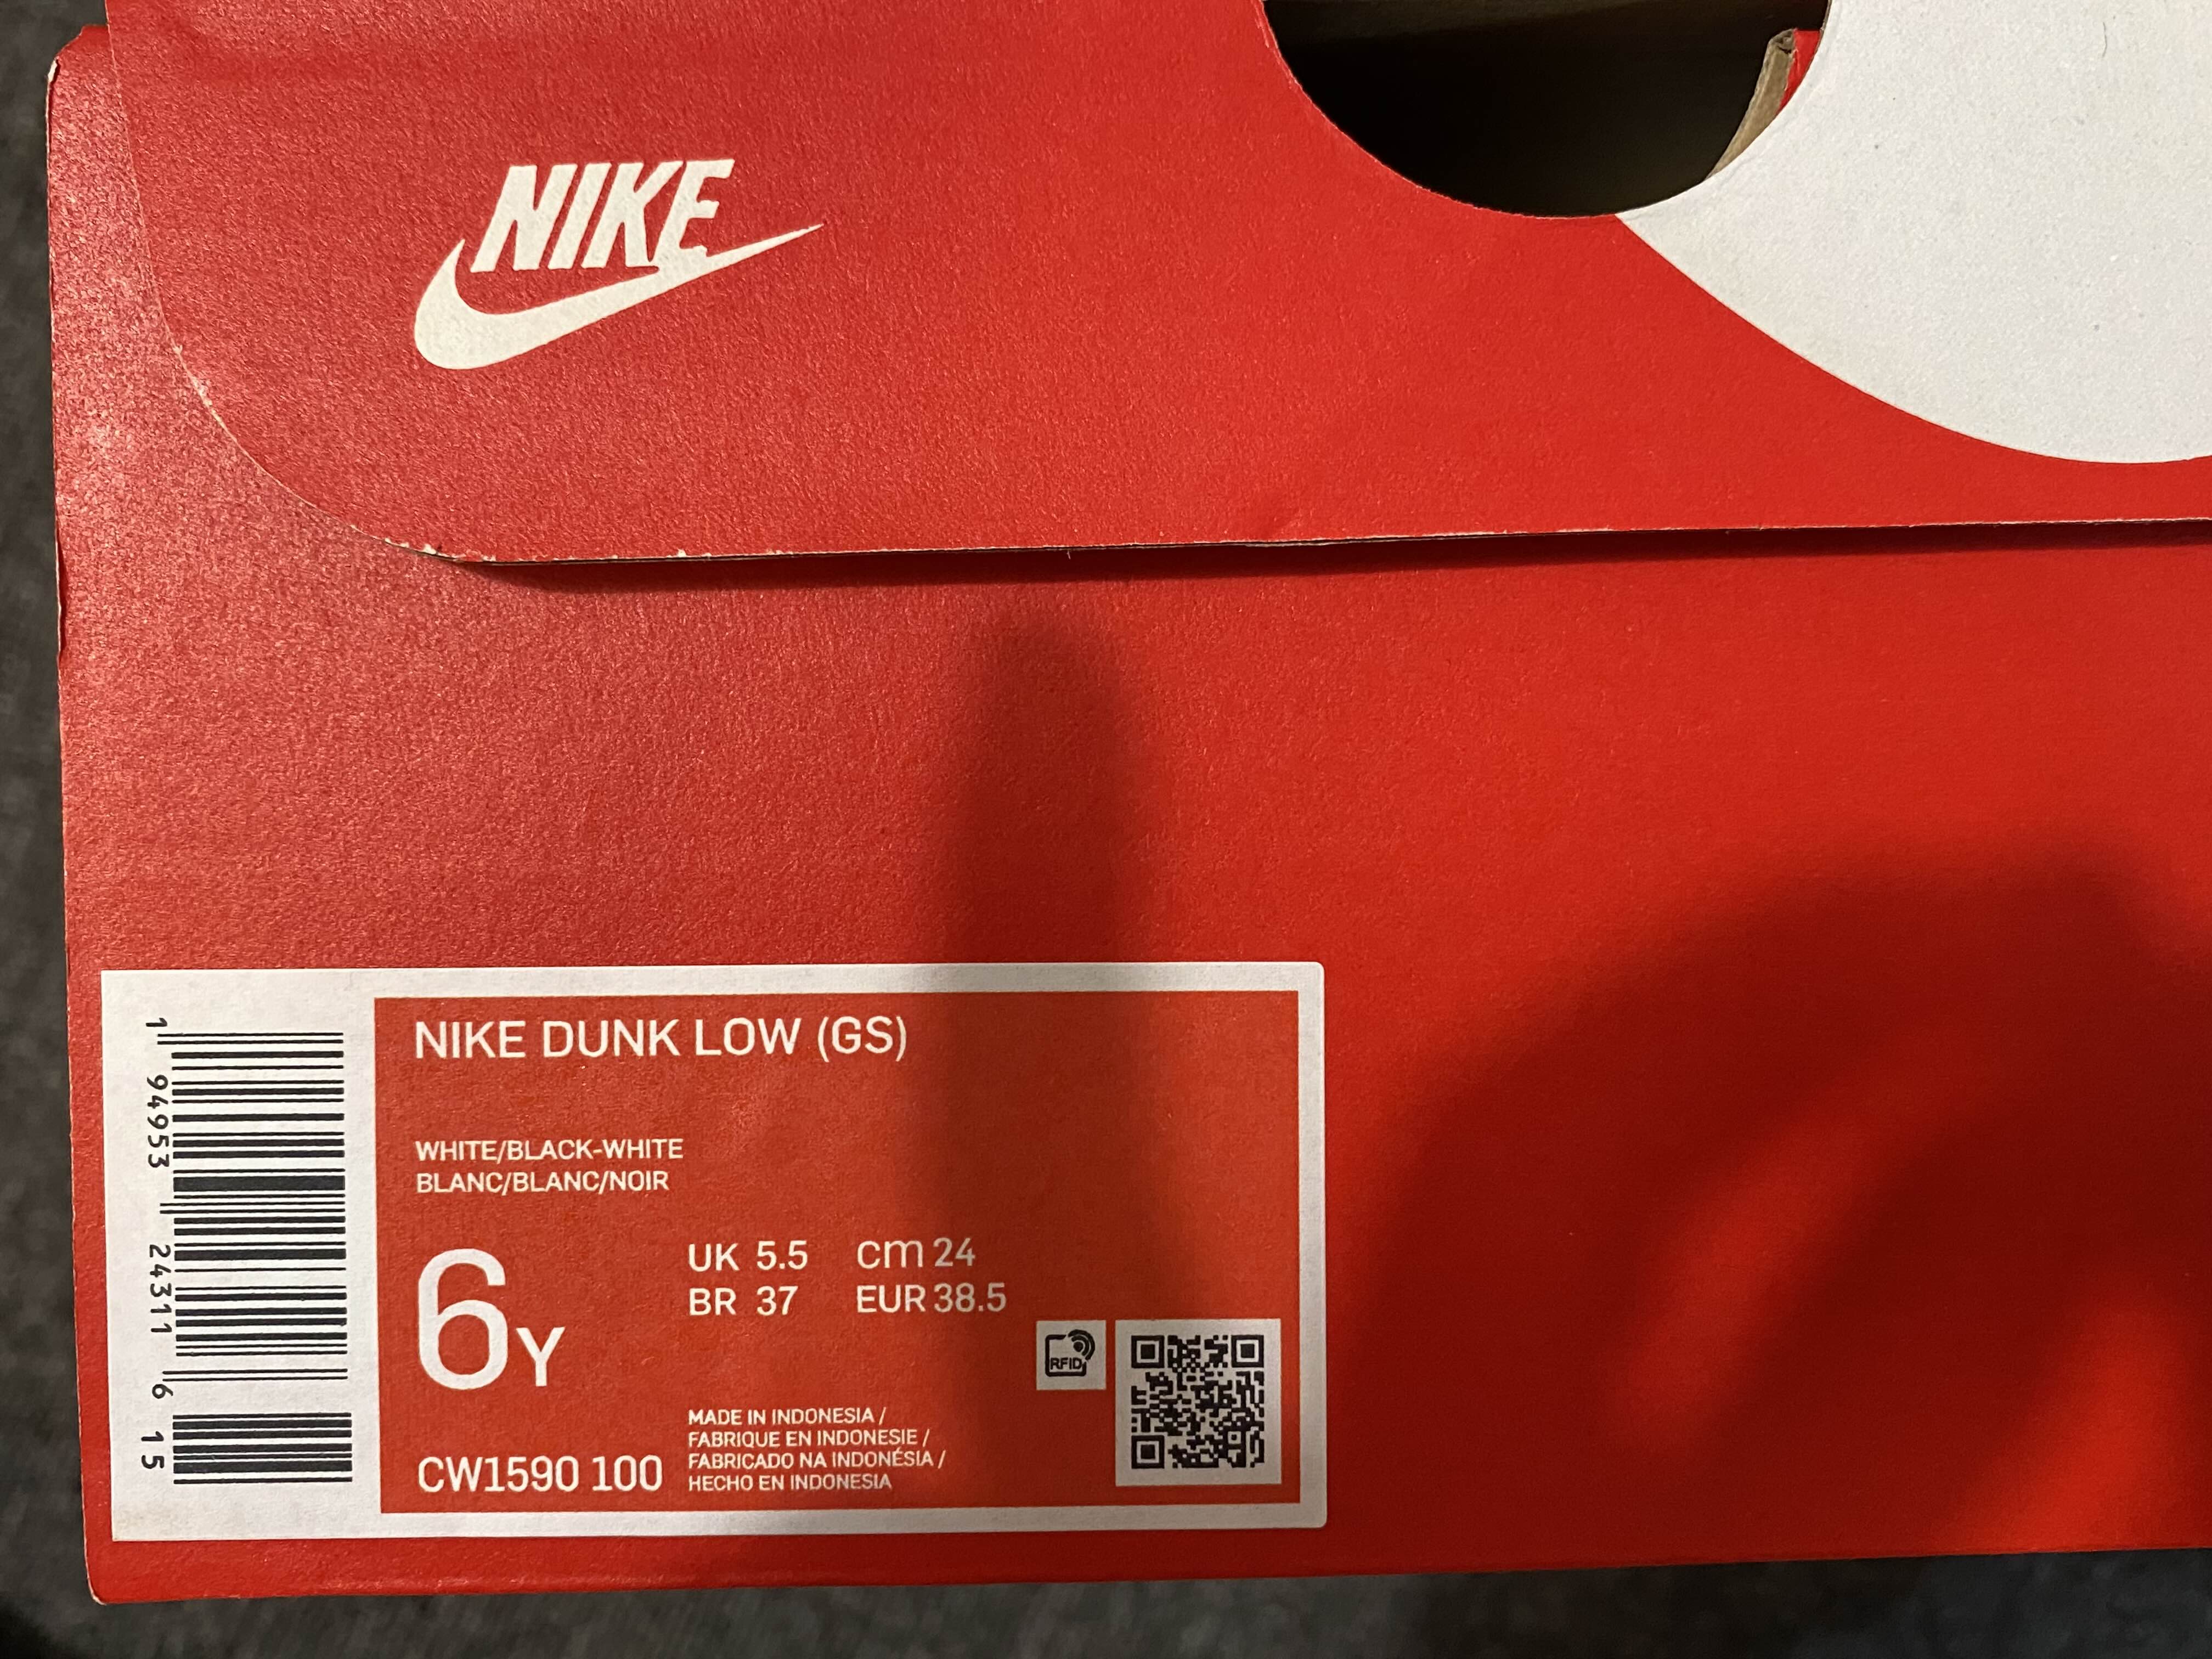 NIKE
NIKE DUNK LOW (GS)
WHITE/BLACK-WHITE
BLANC/BLANC/NOIR
6Y
UK 5.5 cm 24
BR 37 EUR 38.5
RFID
MADE IN INDONESIA /
FABRIQUE EN INDONESIE /
FABRICADO NA INDONÉSIA /
HECHO EN INDONESIA
CW1590 100
1 94953 24311 6 15